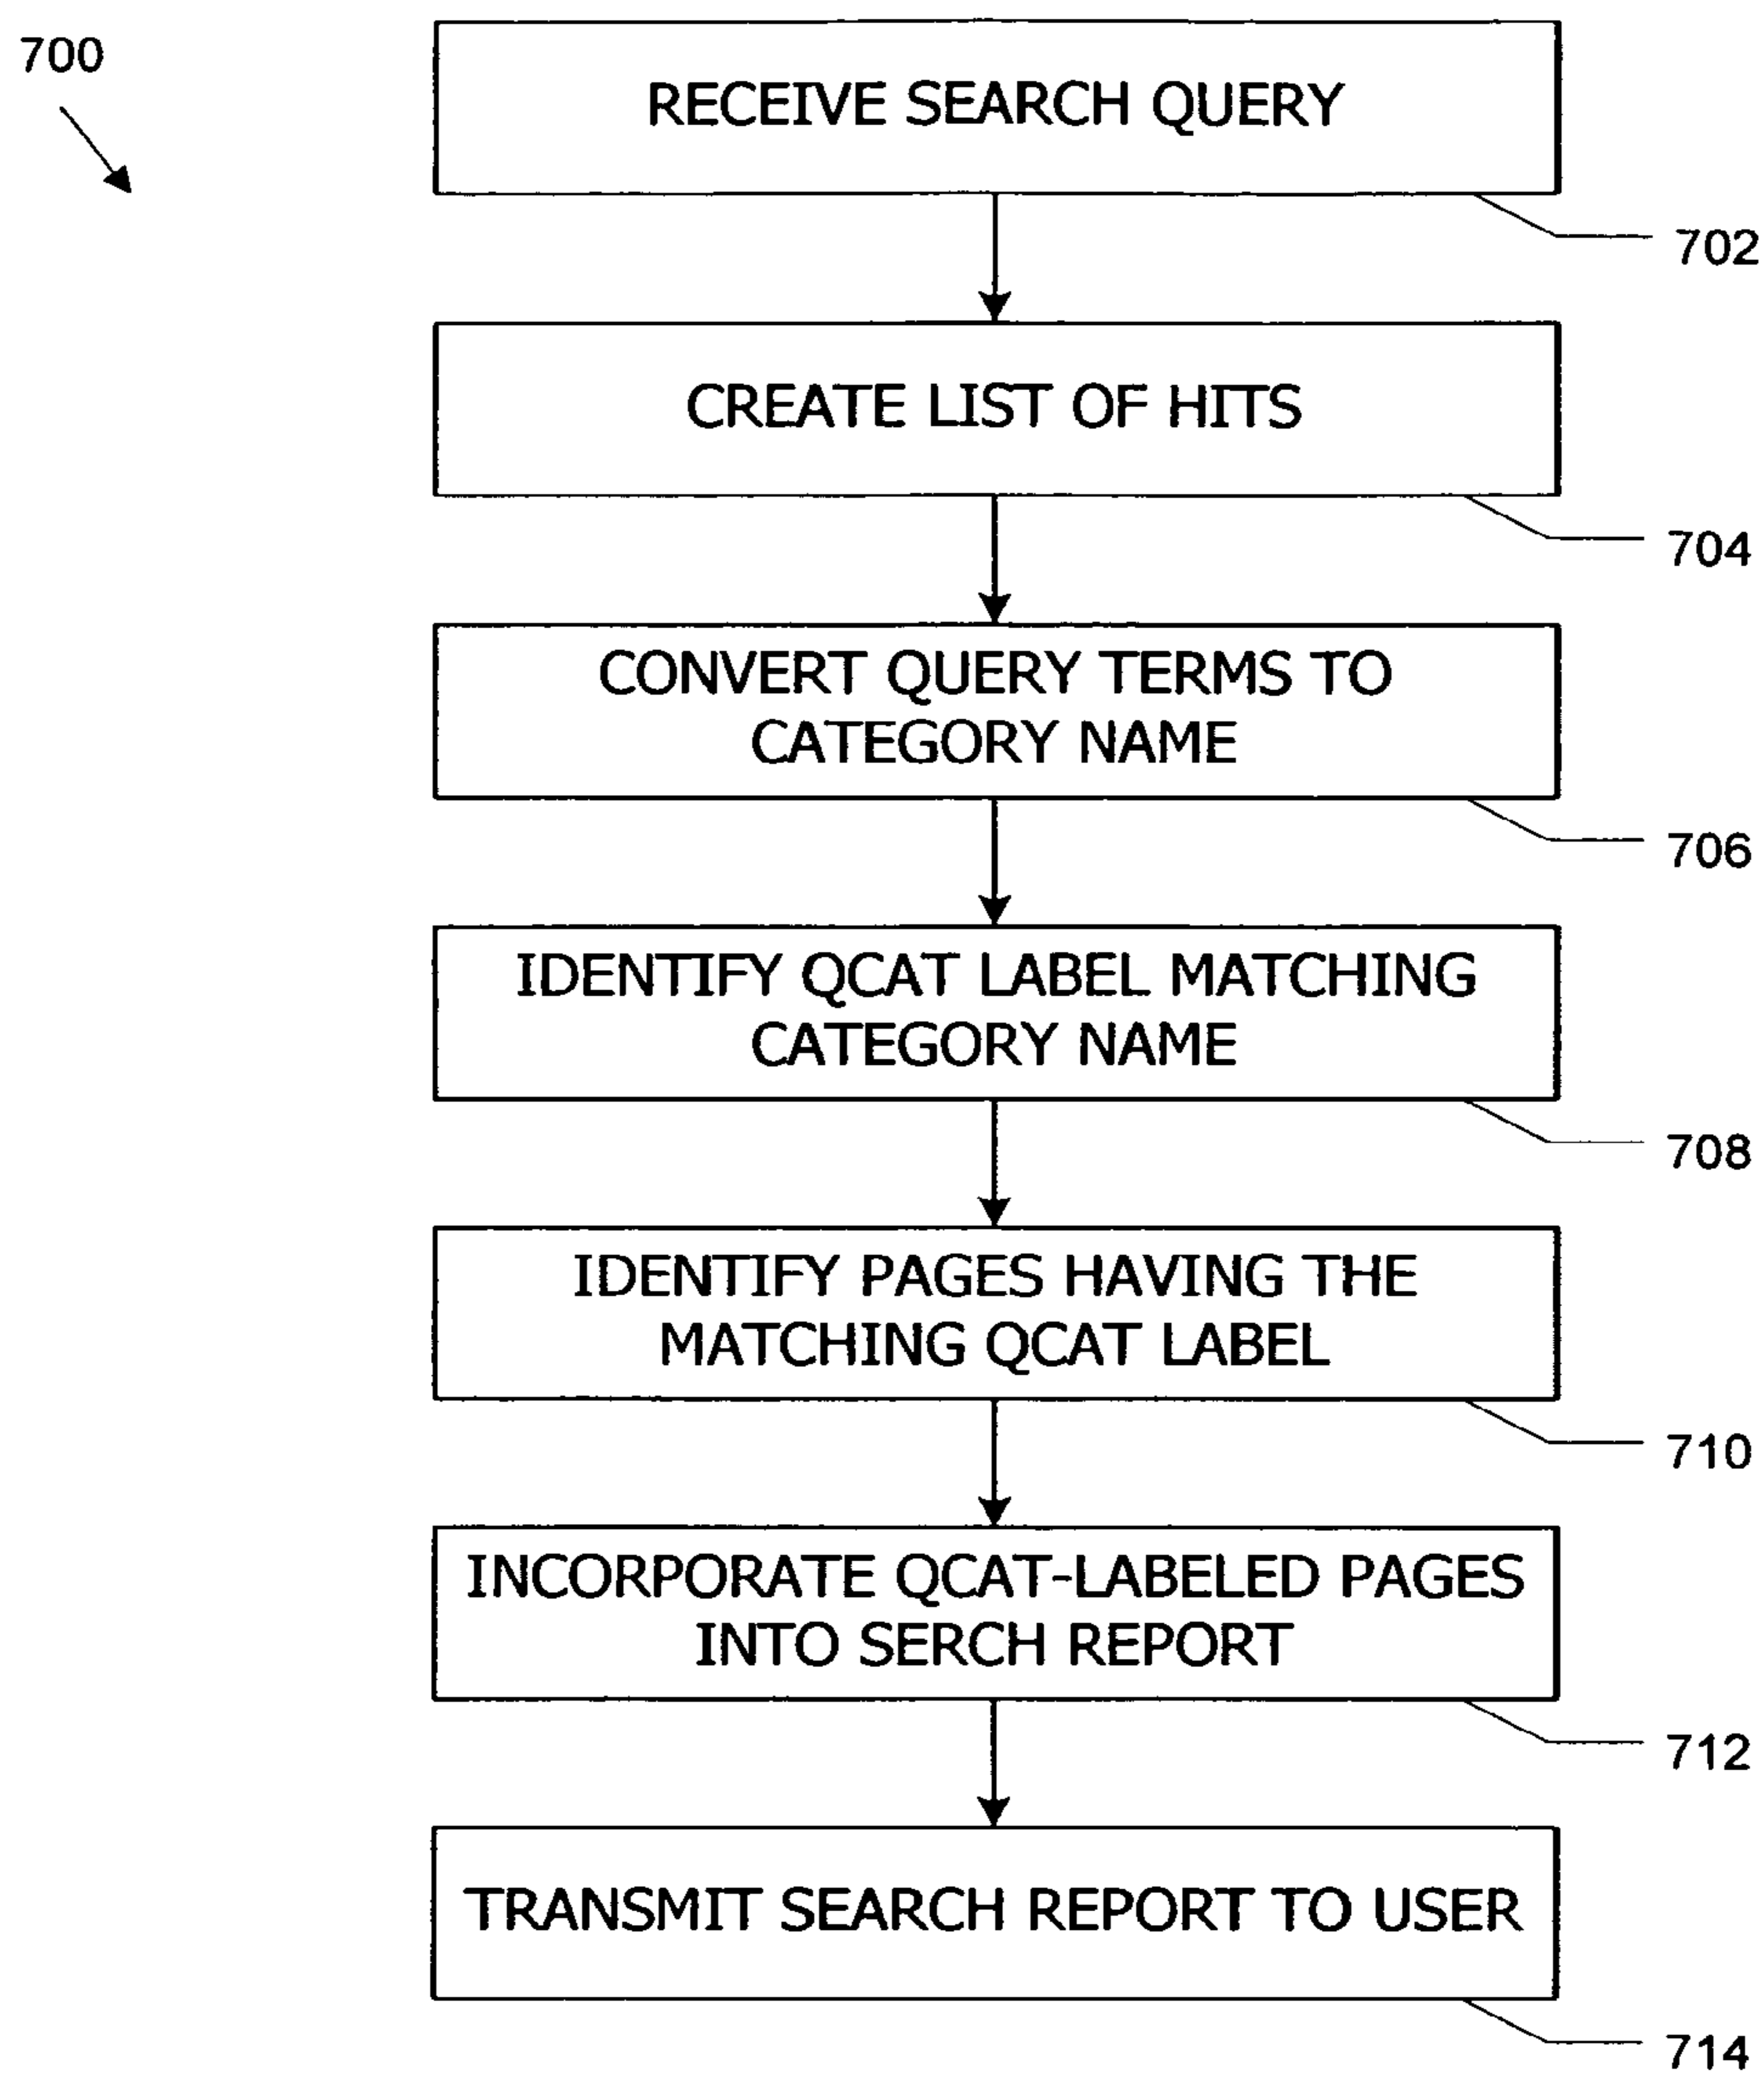 700
RECEIVE SEARCH QUERY
702
CREATE LIST OF HITS
704
CONVERT QUERY TERMS TO
CATEGORY NAME
706
IDENTIFY QCAT LABEL MATCHING
CATEGORY NAME
708
IDENTIFY PAGES HAVING THE
MATCHING QCAT LABEL
710
INCORPORATE QCAT-LABELED PAGES
INTO SERCH REPORT
712
TRANSMIT SEARCH REPORT TO USER
714